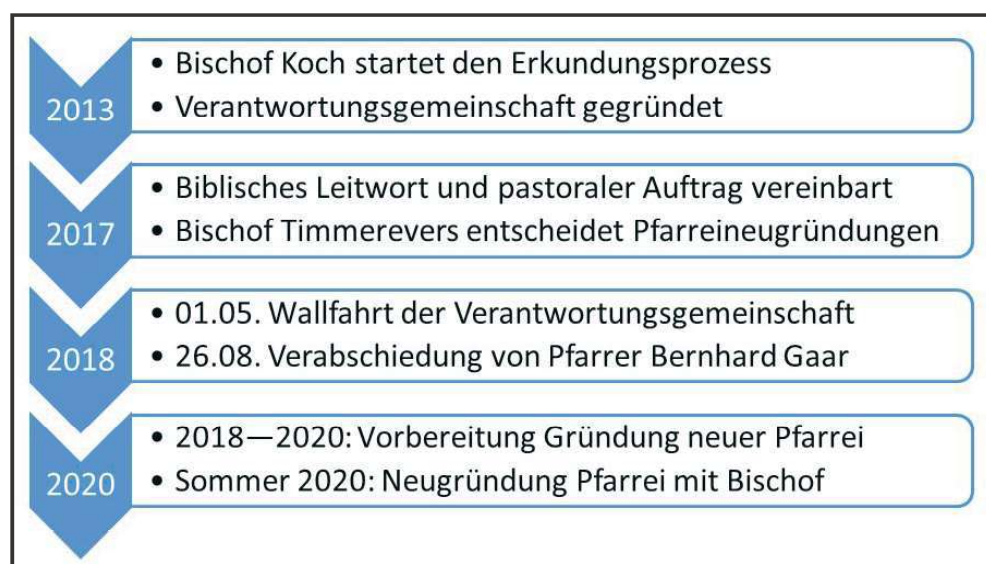 2013
• Bischof Koch startet den Erkundungsprozess
• Verantwortungsgemeinschaft gegründet
2017
• Biblisches Leitwort und pastoraler Auftrag vereinbart
• Bischof Timmerevers entscheidet Pfarreineugründungen
2018
• 01.05. Wallfahrt der Verantwortungsgemeinschaft
• 26.08. Verabschiedung von Pfarrer Bernhard Gaar
2020
• 2018—2020: Vorbereitung Gründung neuer Pfarrei
• Sommer 2020: Neugründung Pfarrei mit Bischof